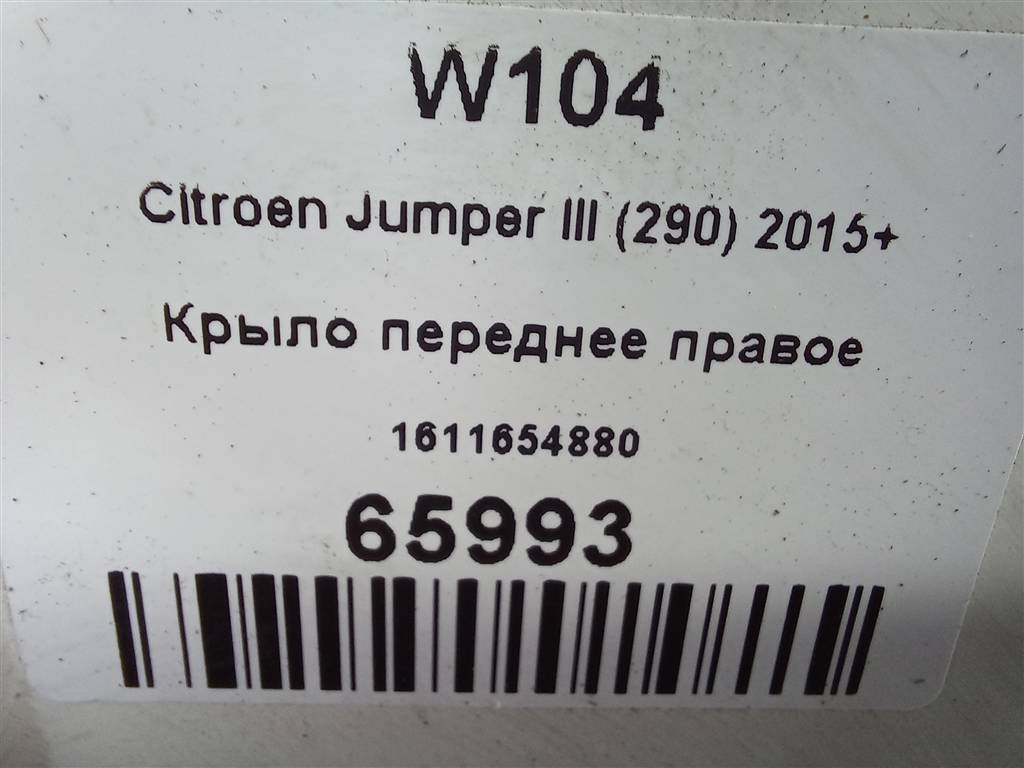 W104
Citroen Jumper III (290) 2015+
Крыло переднее правое
1611654880
65993